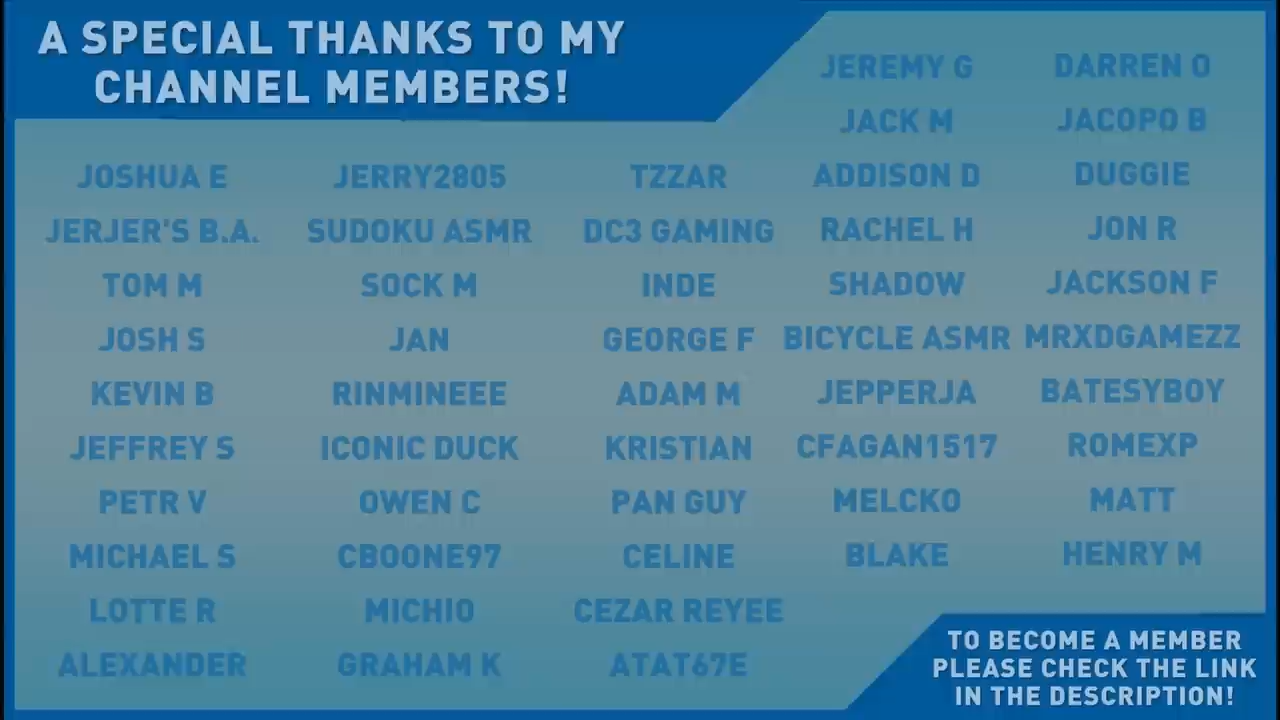 A SPECIAL THANKS TO MY
CHANNEL MEMBERS!
JOSHUA E
JERJER'S B.A.
TOM M
JOSH S
KEVIN B
JEFFREY S
PETR V
MICHAEL S
LOTTE R
ALEXANDER
JERRY2805
SUDOKU ASMR
SOCK M
JAN
RINMINEEE
ICONIC DUCK
OWEN C
CBOONE97
MICHIO
GRAHAM K
TZZAR
DC3 GAMING
INDE
GEORGE F
ADAM M
KRISTIAN
PAN GUY
CELINE
CEZAR REYEE
ATAT67E
JEREMY G
JACK M
ADDISON D
RACHEL H
SHADOW
BICYCLE ASMR
JEPPERJA
CFAGAN1517
MELCKO
BLAKE
DARREN O
JACOPO B
DUGGIE
JON R
JACKSON F
MRXDGAMEZZ
BATESYBOY
ROMEXP
MATT
HENRY M
TO BECOME A MEMBER
PLEASE CHECK THE LINK
IN THE DESCRIPTION!